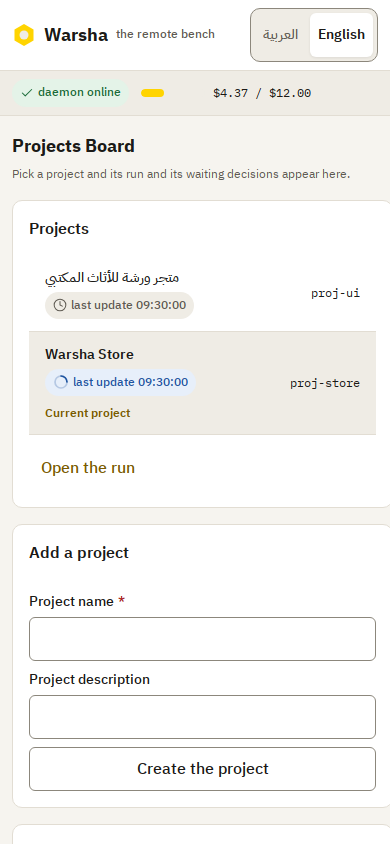 Warsha the remote bench العربية English
daemon online $4.37 / $12.00
Projects Board
Pick a project and its run and its waiting decisions appear here.
Projects
متجر ورشة للأثاث المكتبي
last update 09:30:00
proj-ui
Warsha Store
last update 09:30:00
proj-store
Current project
Open the run
Add a project
Project name *
Project description
Create the project